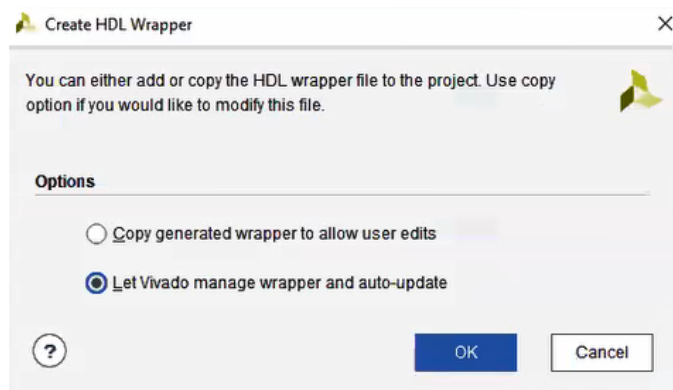 Create HDL Wrapper
You can either add or copy the HDL wrapper file to the project. Use copy
option if you would like to modify this file.
Options
Copy generated wrapper to allow user edits
Let Vivado manage wrapper and auto-update
?
OK
Cancel